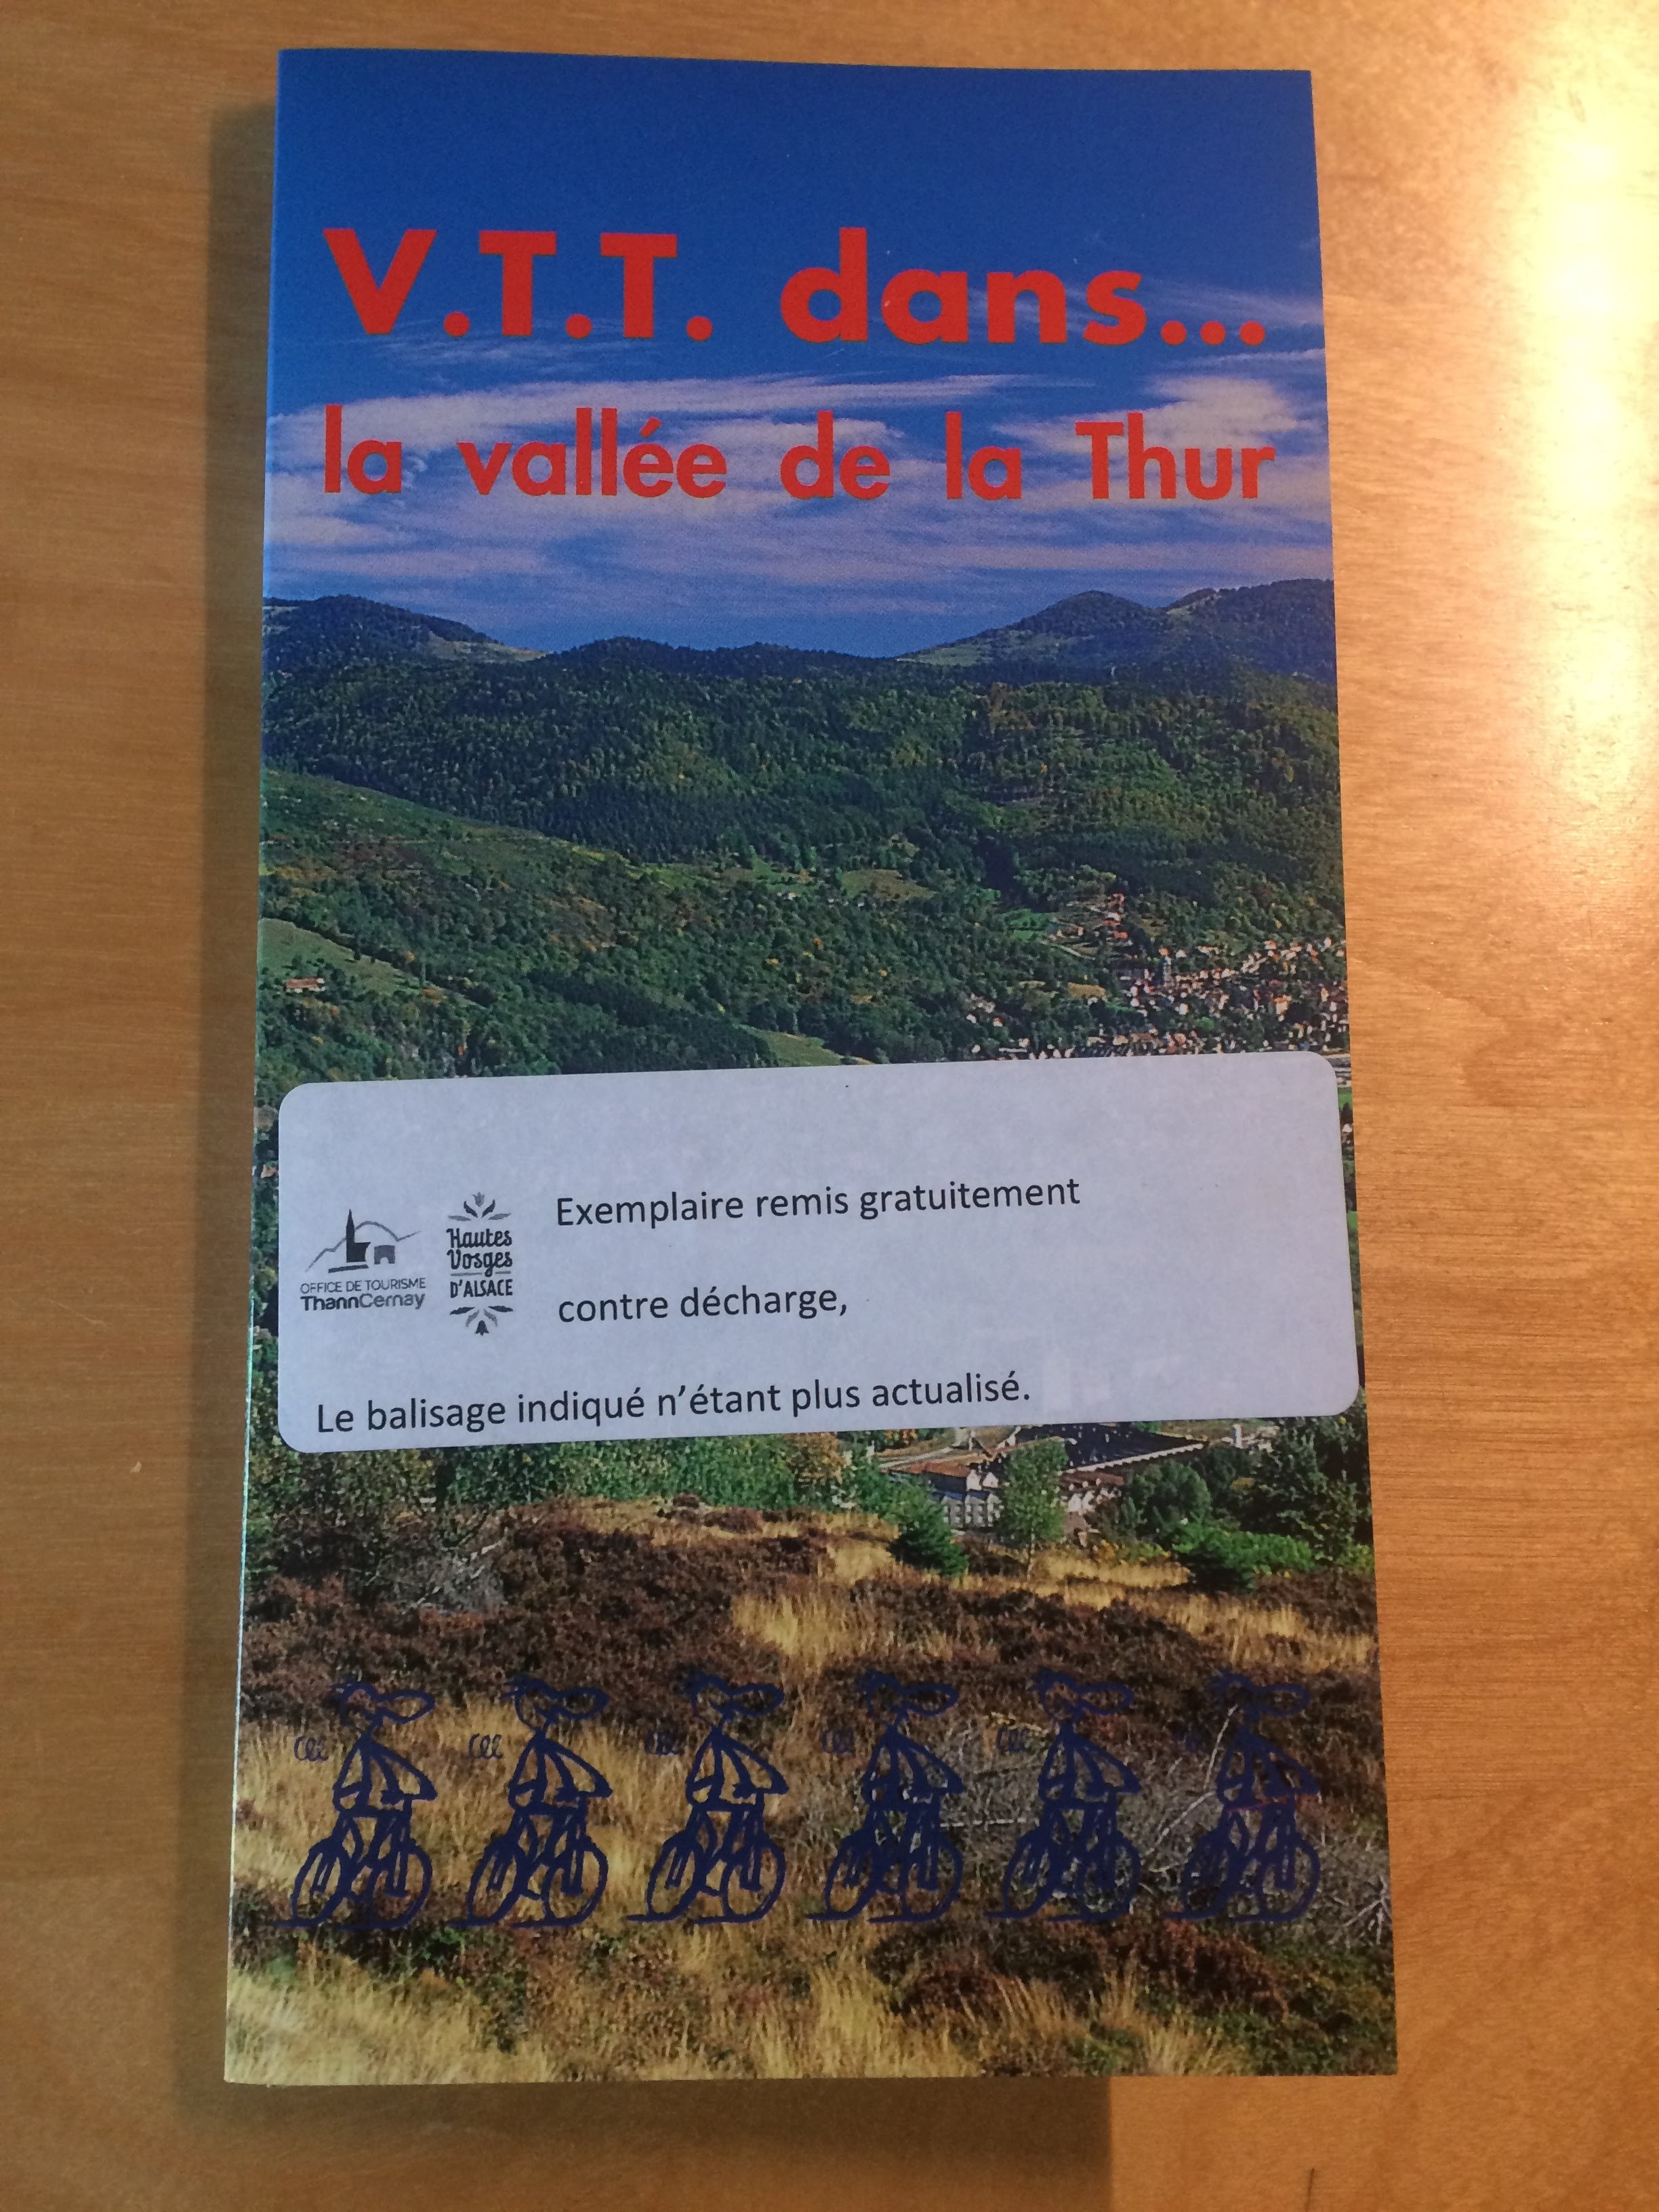 V.T.T. dans...
la vallée de la Thur
OFFICE DE TOURISME
ThannCernay
Hautes
Vosges
D'ALSACE
Exemplaire remis gratuitement
contre décharge,
Le balisage indiqué n'étant plus actualisé.